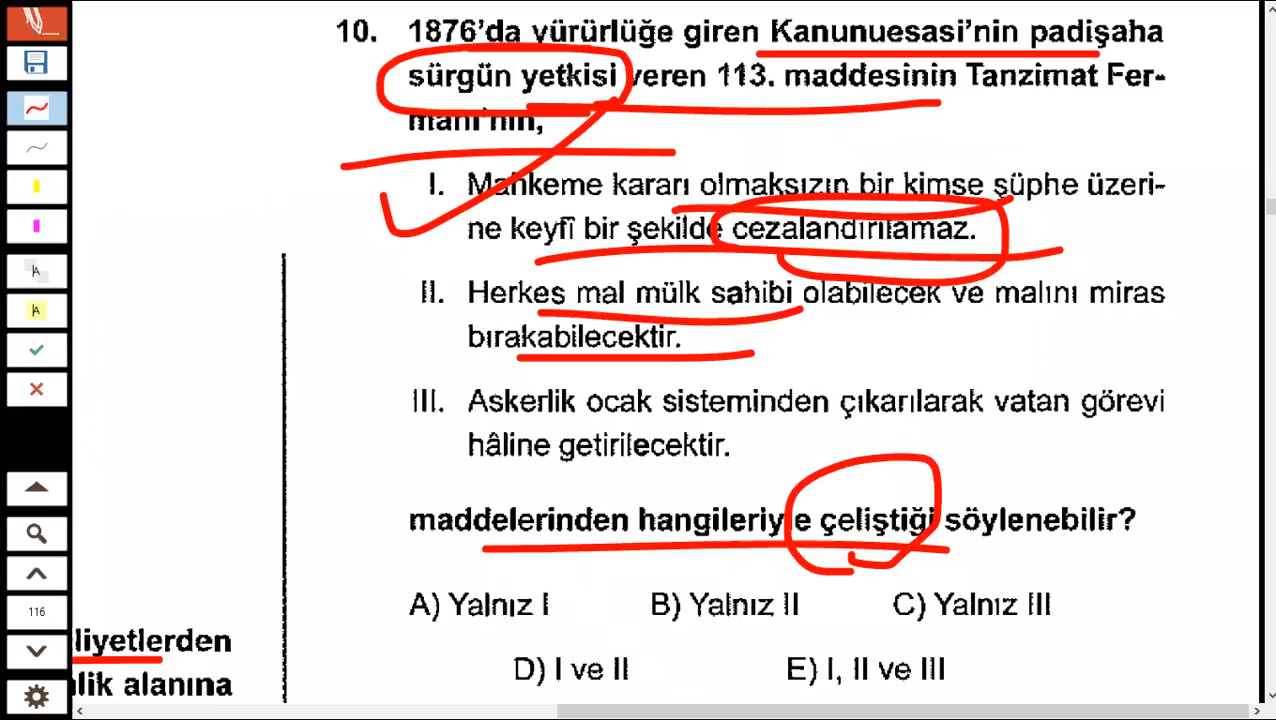 10. 1876'da yürürlüğe giren Kanunuesasi'nin padişaha
sürgün yetkisi veren 113. maddesinin Tanzimat Fer-
manı'nın,
I. Mahkeme kararı olmaksızın bir kimse şüphe üzeri-
ne keyfî bir şekilde cezalandırılamaz.
II. Herkes mal mülk sahibi olabilecek ve malını miras
bırakabilecektir.
III. Askerlik ocak sisteminden çıkarılarak vatan görevi
hâline getirilecektir.
maddelerinden hangileriyle çeliştiği söylenebilir?
A) Yalnız I B) Yalnız II C) Yalnız III
D) I ve II E) I, II ve III
liyetlerden
lik alanına
A
A
116